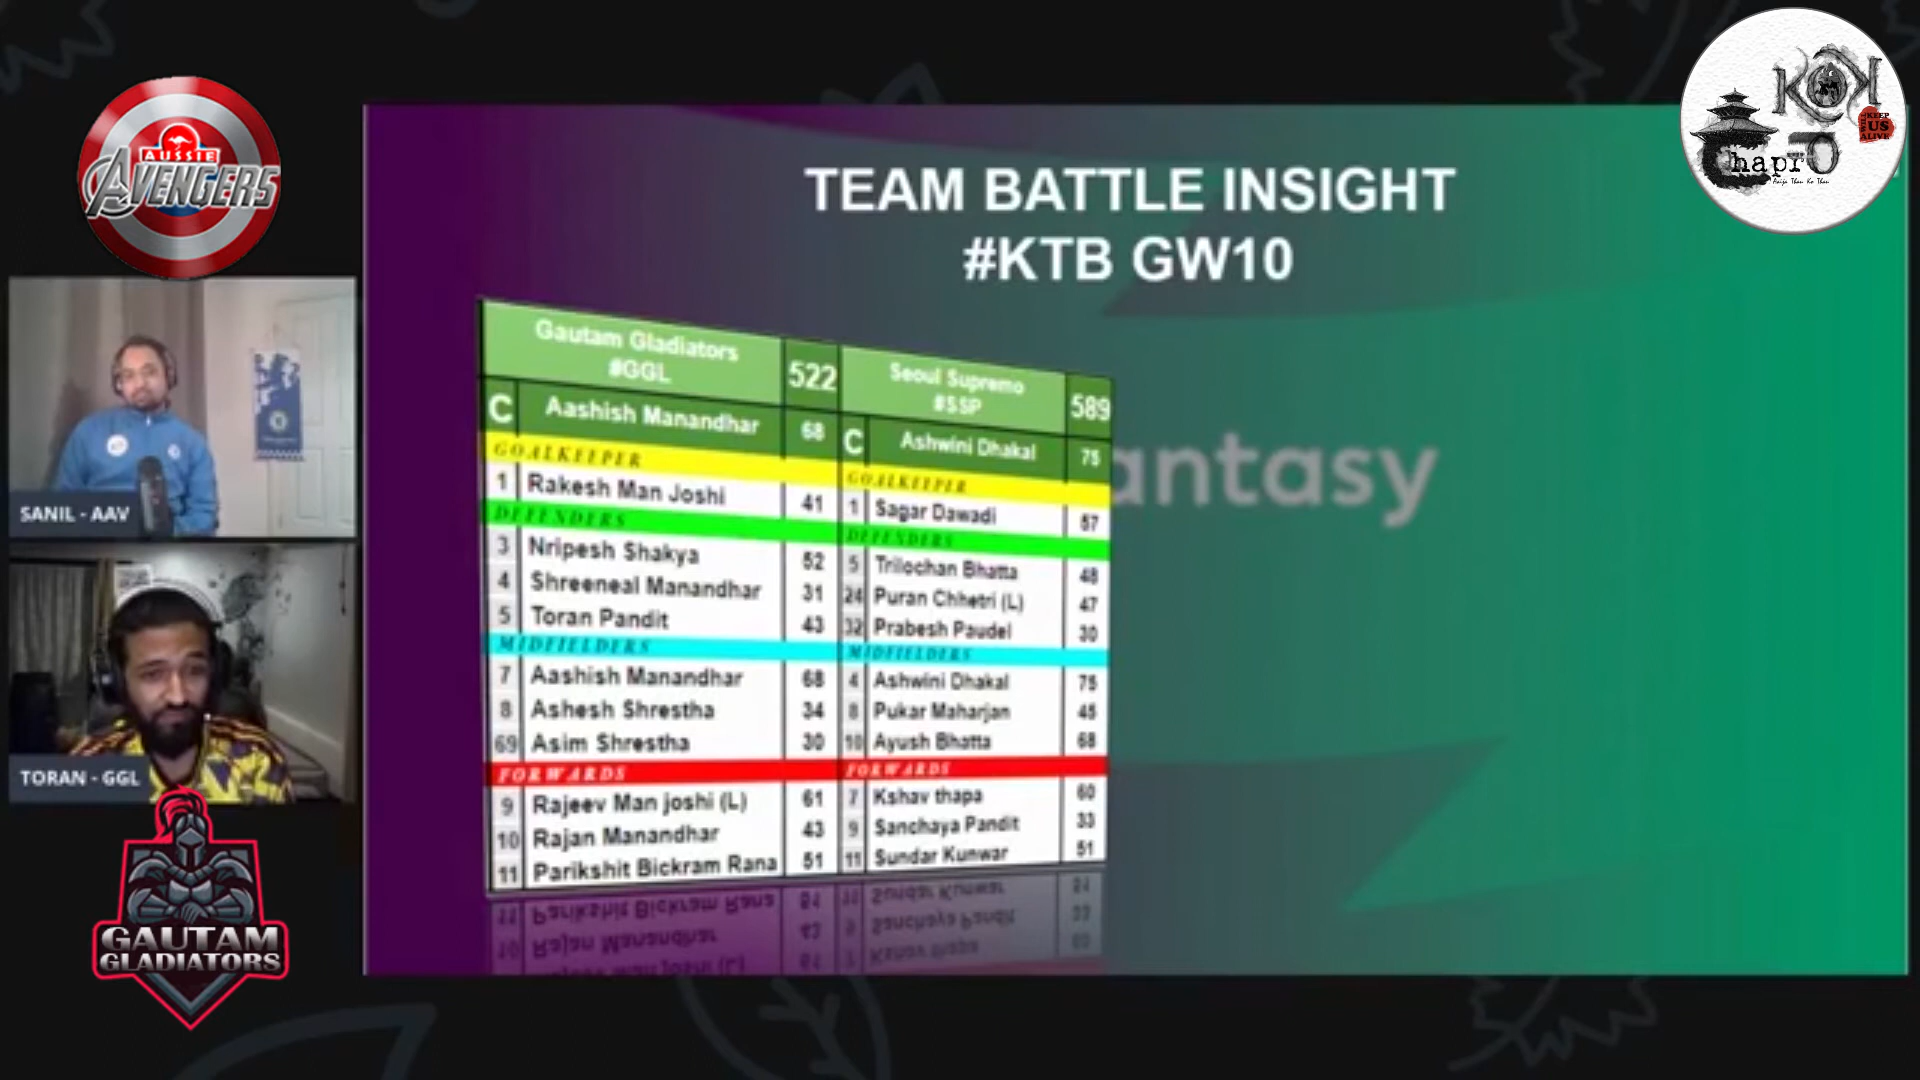 AUSSIE
AVENGERS
KOK
Chapro
KEEP
US
ALIVE
TEAM BATTLE INSIGHT
#KTB GW10
SANIL - AAV
TORAN - GGL
GAUTAM
GLADIATORS
antasy
Gautam Gladiators
#GGL
522
C Aashish Manandhar 68
GOALKEEPER
1 Rakesh Man Joshi 41
DEFENDERS
3 Nripesh Shakya 52
4 Shreeneal Manandhar 31
5 Toran Pandit 43
MIDFIELDERS
7 Aashish Manandhar 68
8 Ashesh Shrestha 34
69 Asim Shrestha 30
FORWARDS
9 Rajeev Man joshi (L) 61
10 Rajan Manandhar 43
11 Parikshit Bickram Rana 51
Seoul Supremo
#SSP
589
C Ashwini Dhakal 75
GOALKEEPER
1 Sagar Dawadi 57
DEFENDERS
5 Trilochan Bhatta 48
24 Puran Chhetri (L) 47
32 Prabesh Paudel 30
MIDFIELDERS
4 Ashwini Dhakal 75
8 Pukar Maharjan 45
10 Ayush Bhatta 68
FORWARDS
7 Kshav thapa 60
9 Sanchaya Pandit 33
11 Sundar Kunwar 51